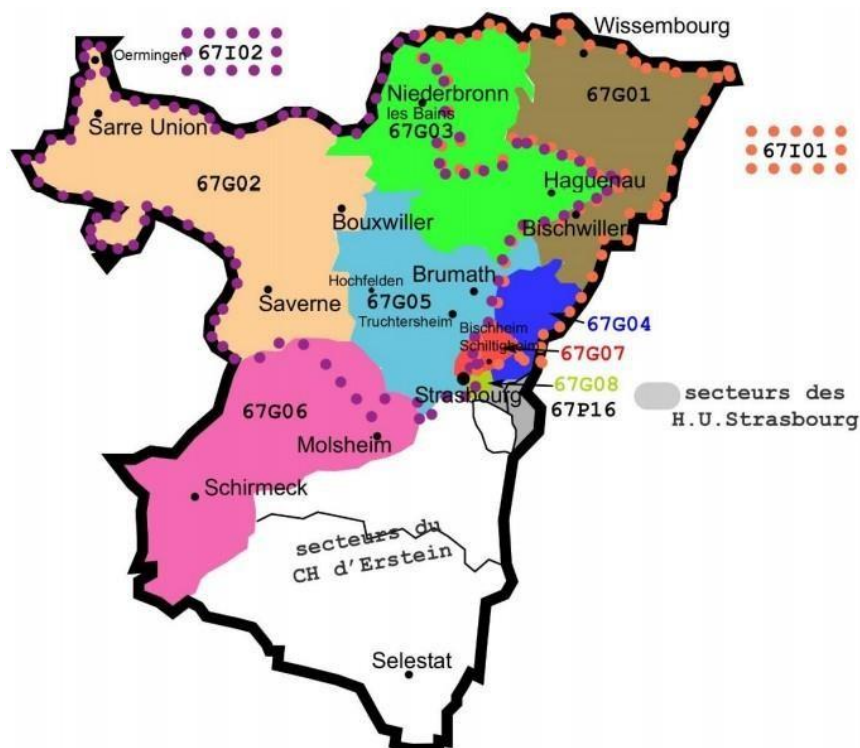 Wissembourg
Oermingen
67I02
Niederbronn
les Bains
67G03
67G01
Sarre Union
67I01
67G02
Haguenau
Bouxwiller
Bischwiller
Hochfelden
Brumath
Saverne
67G05
Truchtersheim
Bischheim
Schiltigheim
67G04
67G07
Strasbourg
67G08
67P16
secteurs des
H.U.Strasbourg
67G06
Molsheim
Schirmeck
secteurs du
CH d'Erstein
Selestat